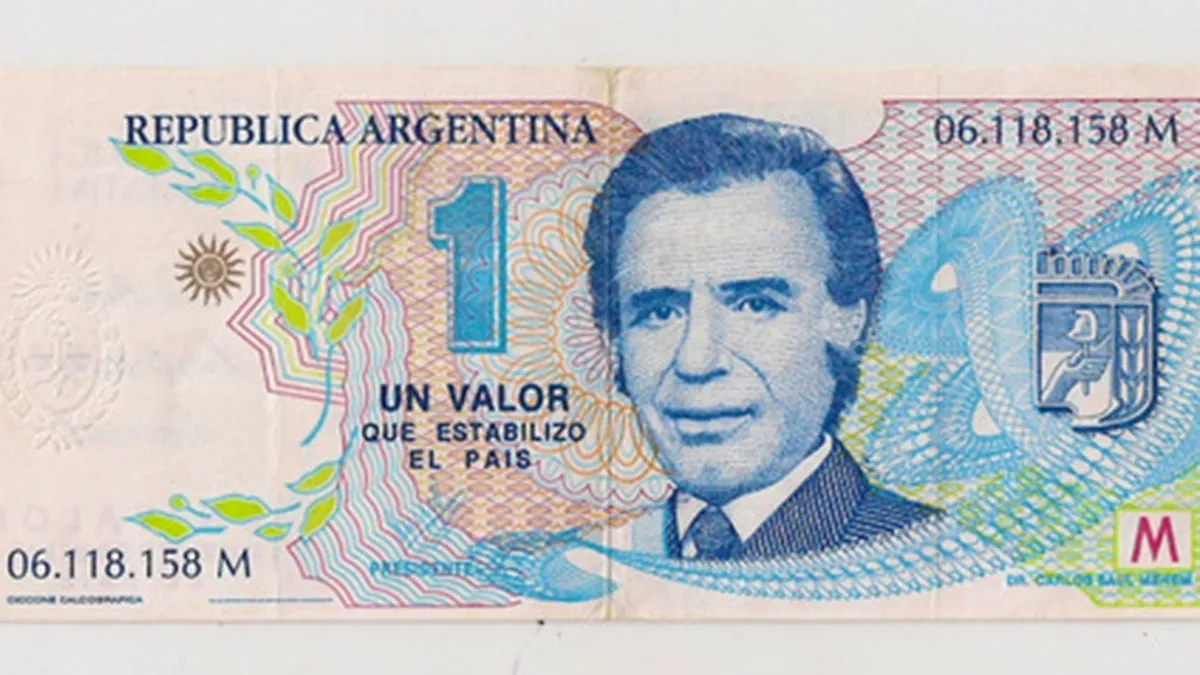 REPUBLICA ARGENTINA
06.118.158 M
1
UN VALOR
QUE ESTABILIZO
EL PAIS
06.118.158 M
CICCONE CALCOGRAFICA
PRESIDENTE
M
DR. CARLOS SAUL MENEM